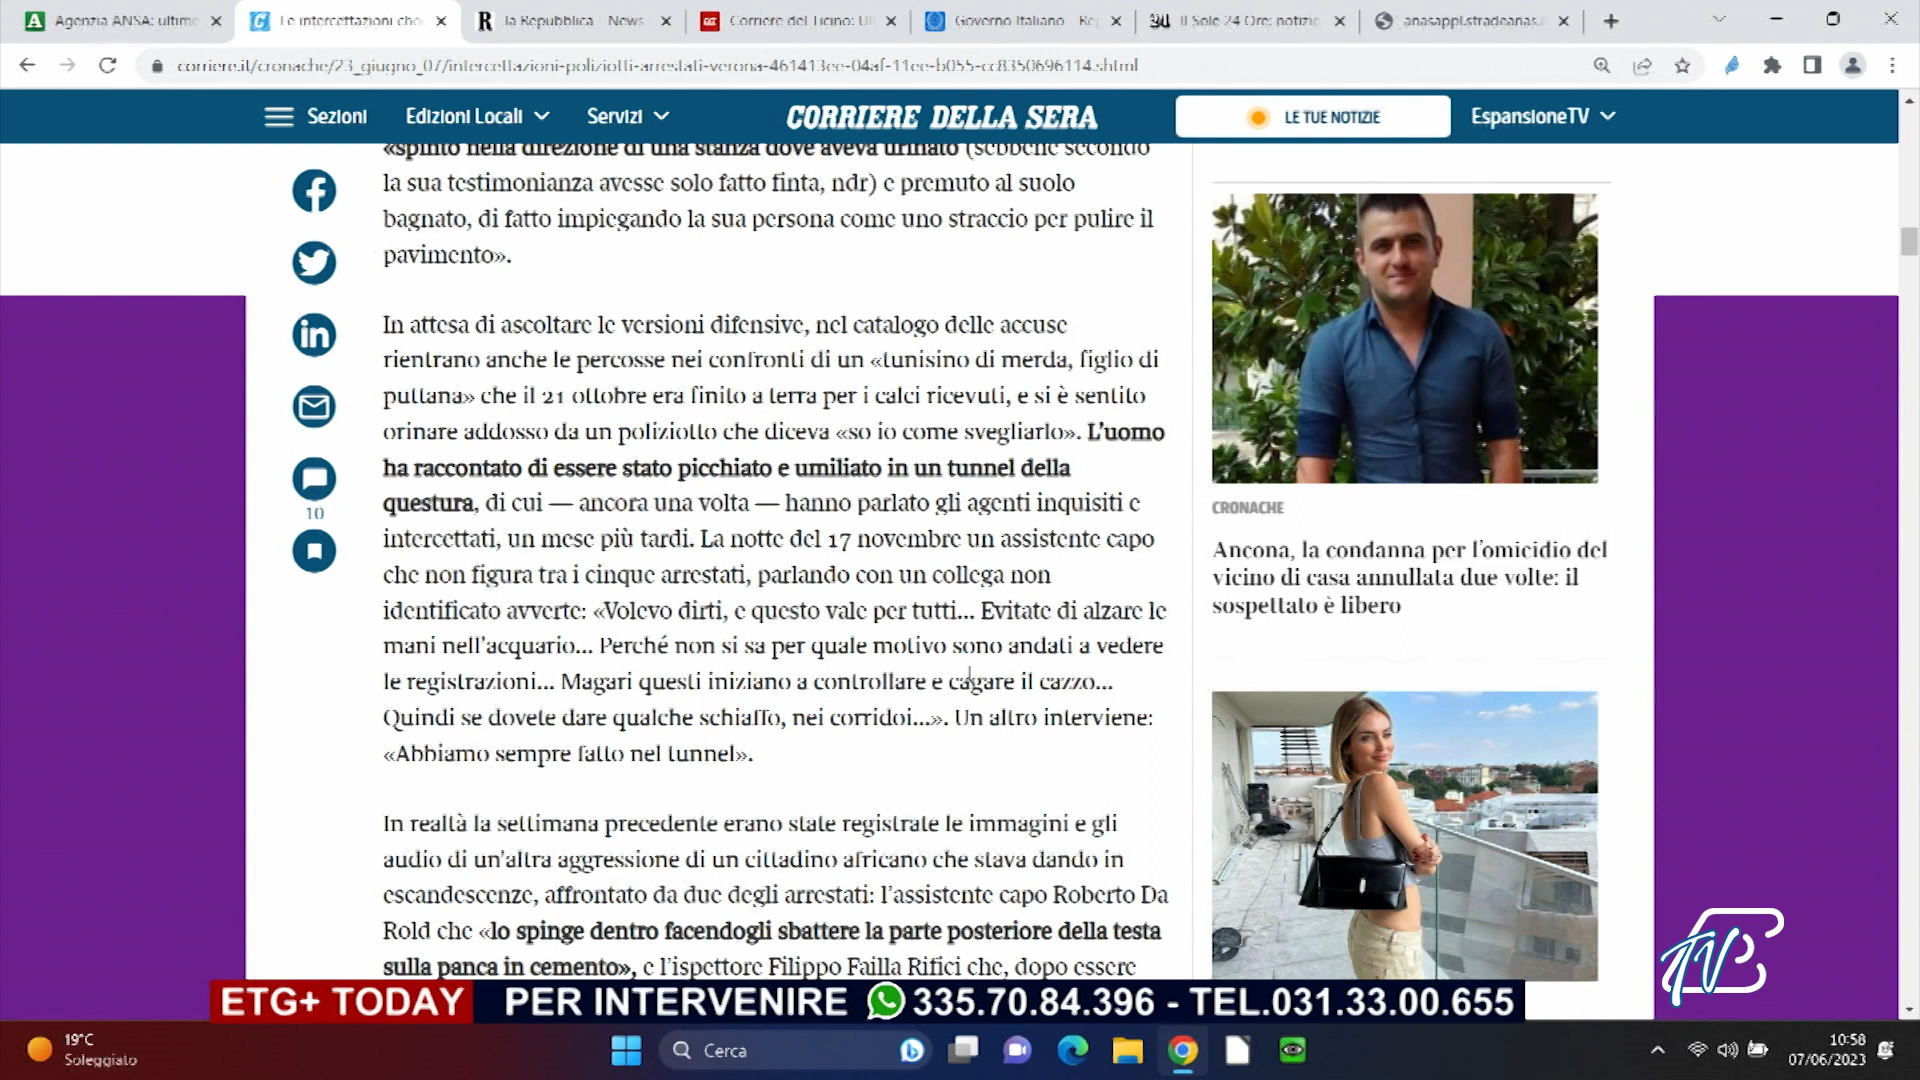 Agenzia ANSA: ultime
Le intercettazioni cho
la Repubblica - News
Corriere del Ticino: Ul
Governo Italiano - Re
Il Sole 24 Ore: notizie
anasappl.stradeanas.i
corriere.it/cronache/23_giugno_07/intercettazioni-poliziotti-arrestati-verona-461413ee-04af-11ee-b055-cc8350696114.shtml
Sezioni
Edizioni Locali
Servizi
CORRIERE DELLA SERA
LE TUE NOTIZIE
EspansioneTV
«spinto nella direzione di una stanza dove aveva urinato (sebbene secondo
la sua testimonianza avesse solo fatto finta, ndr) e premuto al suolo
bagnato, di fatto impiegando la sua persona come uno straccio per pulire il
pavimento».
In attesa di ascoltare le versioni difensive, nel catalogo delle accuse
rientrano anche le percosse nei confronti di un «tunisino di merda, figlio di
puttana» che il 21 ottobre era finito a terra per i calci ricevuti, e si è sentito
orinare addosso da un poliziotto che diceva «so io come svegliarlo». L'uomo
ha raccontato di essere stato picchiato e umiliato in un tunnel della
questura, di cui — ancora una volta — hanno parlato gli agenti inquisiti e
intercettati, un mese più tardi. La notte del 17 novembre un assistente capo
che non figura tra i cinque arrestati, parlando con un collega non
identificato avverte: «Volevo dirti, e questo vale per tutti... Evitate di alzare le
mani nell'acquario... Perché non si sa per quale motivo sono andati a vedere
le registrazioni... Magari questi iniziano a controllare e cagare il cazzo...
Quindi se dovete dare qualche schiaffo, nei corridoi...». Un altro interviene:
«Abbiamo sempre fatto nel tunnel».
In realtà la settimana precedente erano state registrate le immagini e gli
audio di un'altra aggressione di un cittadino africano che stava dando in
escandescenze, affrontato da due degli arrestati: l'assistente capo Roberto Da
Rold che «lo spinge dentro facendogli sbattere la parte posteriore della testa
sulla panca in cemento», e l'ispettore Filippo Failla Rifici che, dopo essere
10
CRONACHE
Ancona, la condanna per l'omicidio del
vicino di casa annullata due volte: il
sospettato è libero
ETG+ TODAY
PER INTERVENIRE 335.70.84.396 - TEL.031.33.00.655
19°C
Soleggiato
Cerca
10:58
07/06/2023